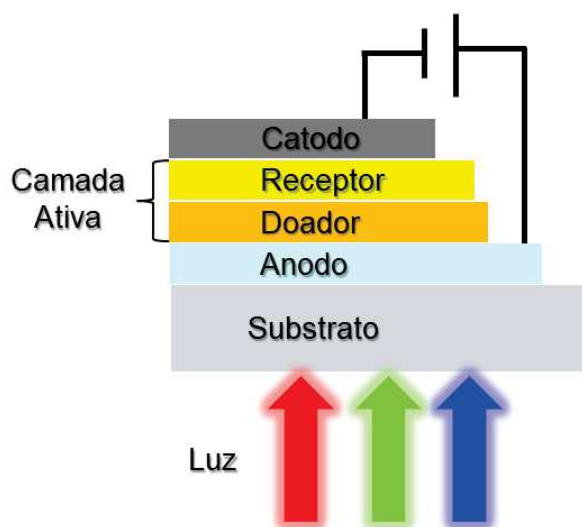 Catodo
Camada
Ativa
Receptor
Doador
Anodo
Substrato
Luz